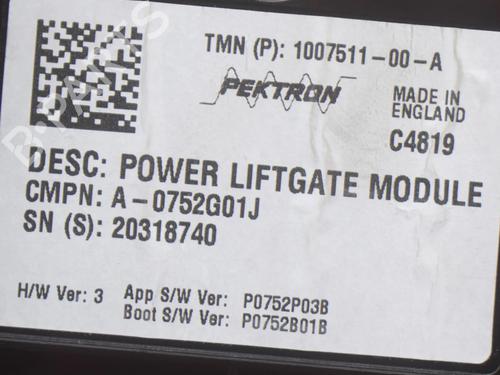 TMN (P): 1007511-00-A
PEKTRON
MADE IN
ENGLAND
C4819
B-PARTS
DESC: POWER LIFTGATE MODULE
CMPN: A-0752G01J
SN (S): 20318740
H/W Ver: 3 App S/W Ver: P0752P03B
Boot S/W Ver: P0752B01B